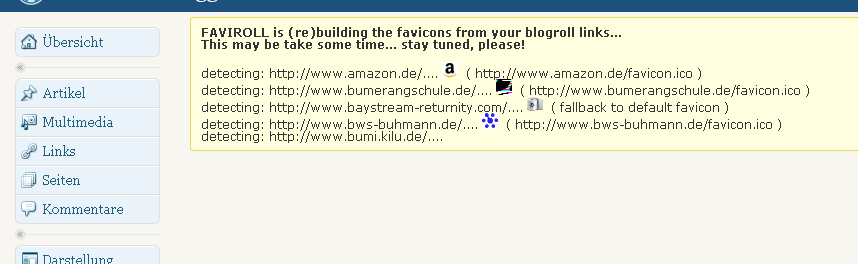 FAVIROLL is (re)building the favicons from your blogroll links...
This may be take some time... stay tuned, please!
detecting: http://www.amazon.de/.... ( http://www.amazon.de/favicon.ico )
detecting: http://www.bumerangschule.de/.... ( http://www.bumerangschule.de/favicon.ico )
detecting: http://www.baystream-returnity.com/.... ( fallback to default favicon )
detecting: http://www.bws-buhmann.de/.... ( http://www.bws-buhmann.de/favicon.ico )
detecting: http://www.bumi.kilu.de/....
Übersicht
Artikel
Multimedia
Links
Seiten
Kommentare
Darstellung